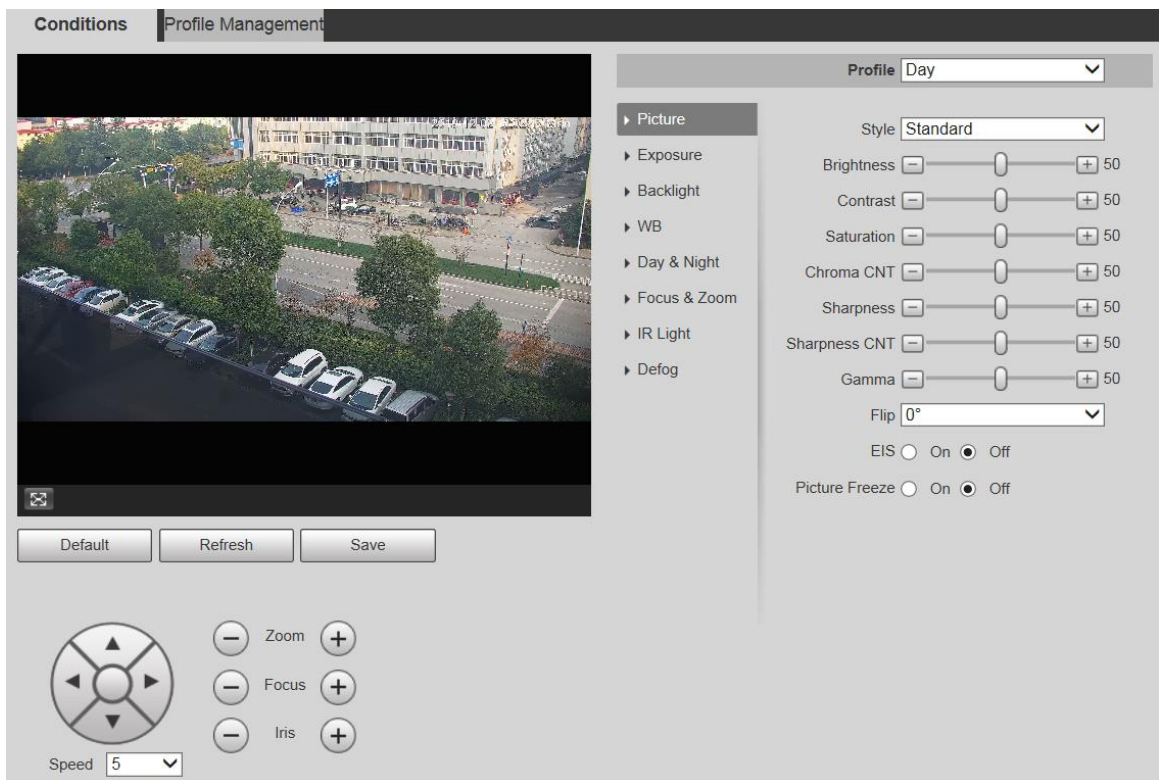 Conditions
Profile Management
Profile Day
Picture
Exposure
Backlight
WB
Day & Night
Focus & Zoom
IR Light
Defog
Style Standard
Brightness 50
Contrast 50
Saturation 50
Chroma CNT 50
Sharpness 50
Sharpness CNT 50
Gamma 50
Flip 0°
EIS On Off
Picture Freeze On Off
Default Refresh Save
Zoom
Focus
Iris
Speed 5